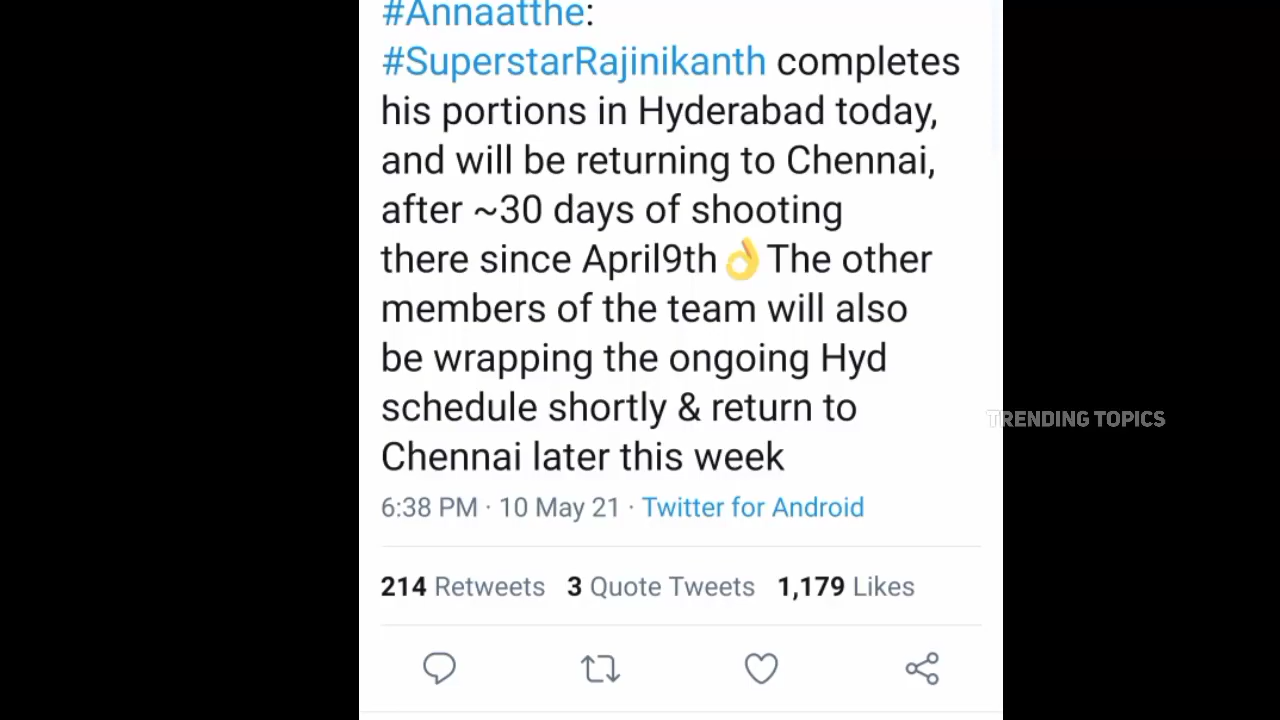 #Annaatthe:
#SuperstarRajinikanth completes
his portions in Hyderabad today,
and will be returning to Chennai,
after ~30 days of shooting
there since April9th👌The other
members of the team will also
be wrapping the ongoing Hyd
schedule shortly & return to
Chennai later this week
6:38 PM · 10 May 21 · Twitter for Android
214 Retweets 3 Quote Tweets 1,179 Likes
TRENDING TOPICS